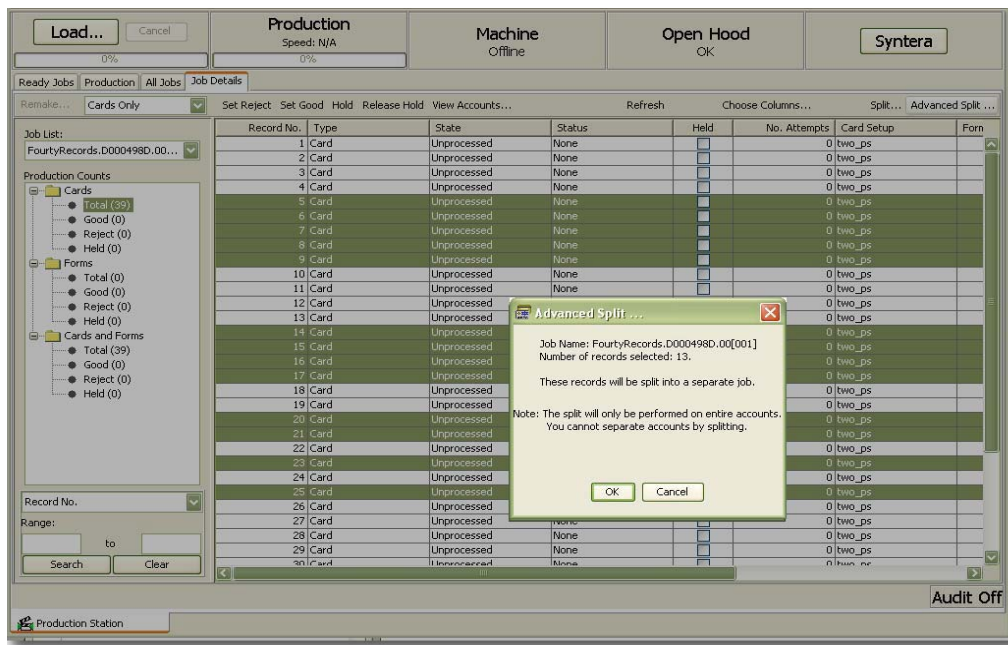 Load... Cancel
0%
Production
Speed: N/A
0%
Machine
Offline
Open Hood
OK
Syntera
Ready Jobs Production All Jobs Job Details
Remake... Cards Only Set Reject Set Good Hold Release Hold View Accounts... Refresh Choose Columns... Split... Advanced Split ...
Job List:
FourtyRecords.D000498D.00...
Production Counts
Cards
Total (39)
Good (0)
Reject (0)
Held (0)
Forms
Total (0)
Good (0)
Reject (0)
Held (0)
Cards and Forms
Total (39)
Good (0)
Reject (0)
Held (0)
Record No.
Range:
to
Search Clear
Record No. Type State Status Held No. Attempts Card Setup Forn
1 Card Unprocessed None 0 two_ps
2 Card Unprocessed None 0 two_ps
3 Card Unprocessed None 0 two_ps
4 Card Unprocessed None 0 two_ps
5 Card Unprocessed None 0 two_ps
6 Card Unprocessed None 0 two_ps
7 Card Unprocessed None 0 two_ps
8 Card Unprocessed None 0 two_ps
9 Card Unprocessed None 0 two_ps
10 Card Unprocessed None 0 two_ps
11 Card Unprocessed None 0 two_ps
12 Card Unprocessed 0 two_ps
13 Card Unprocessed 0 two_ps
14 Card Unprocessed 0 two_ps
15 Card Unprocessed 0 two_ps
16 Card Unprocessed 0 two_ps
17 Card Unprocessed 0 two_ps
18 Card Unprocessed 0 two_ps
19 Card Unprocessed 0 two_ps
20 Card Unprocessed 0 two_ps
21 Card Unprocessed 0 two_ps
22 Card Unprocessed 0 two_ps
23 Card Unprocessed 0 two_ps
24 Card Unprocessed 0 two_ps
25 Card Unprocessed 0 two_ps
26 Card Unprocessed 0 two_ps
27 Card Unprocessed None 0 two_ps
28 Card Unprocessed None 0 two_ps
29 Card Unprocessed None 0 two_ps
30 Card Unprocessed None 0 two_ps
Advanced Split ...
Job Name: FourtyRecords.D000498D.00[001]
Number of records selected: 13.
These records will be split into a separate job.
Note: The split will only be performed on entire accounts.
You cannot separate accounts by splitting.
OK Cancel
Audit Off
Production Station